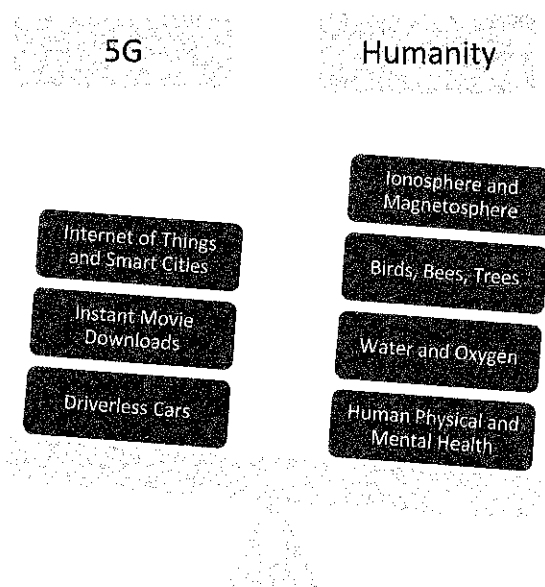 5G
Humanity
Internet of Things
and Smart Cities
Instant Movie
Downloads
Driverless Cars
Ionosphere and
Magnetosphere
Birds, Bees, Trees
Water and Oxygen
Human Physical and
Mental Health